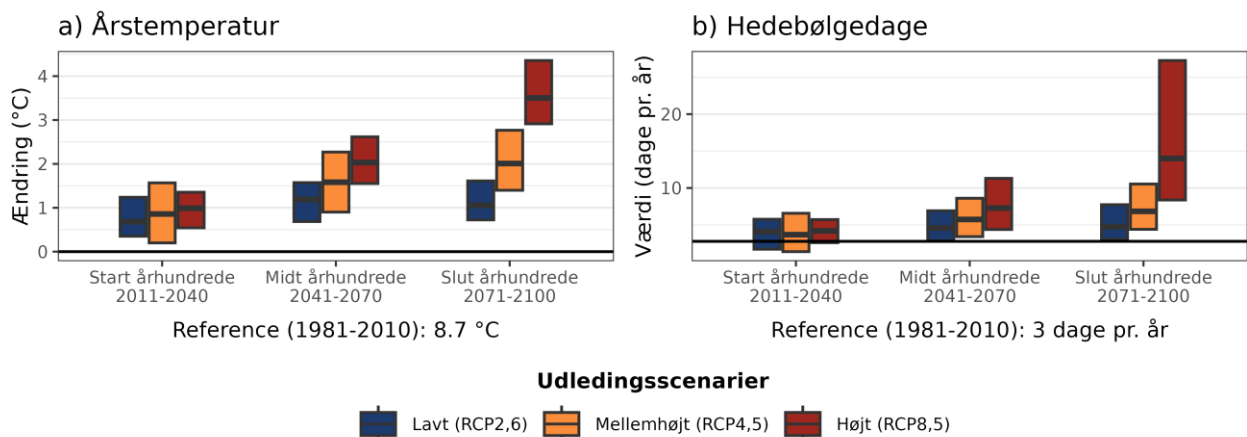 a) Årstemperatur
Ændring (°C)
4
3
2
1
0
Start århundrede
2011-2040
Midt århundrede
2041-2070
Slut århundrede
2071-2100
Reference (1981-2010): 8.7 °C
b) Hedebølgedage
Værdi (dage pr. år)
20
10
Start århundrede
2011-2040
Midt århundrede
2041-2070
Slut århundrede
2071-2100
Reference (1981-2010): 3 dage pr. år
Udledingsscenarier
Lavt (RCP2,6)
Mellemhøjt (RCP4,5)
Højt (RCP8,5)